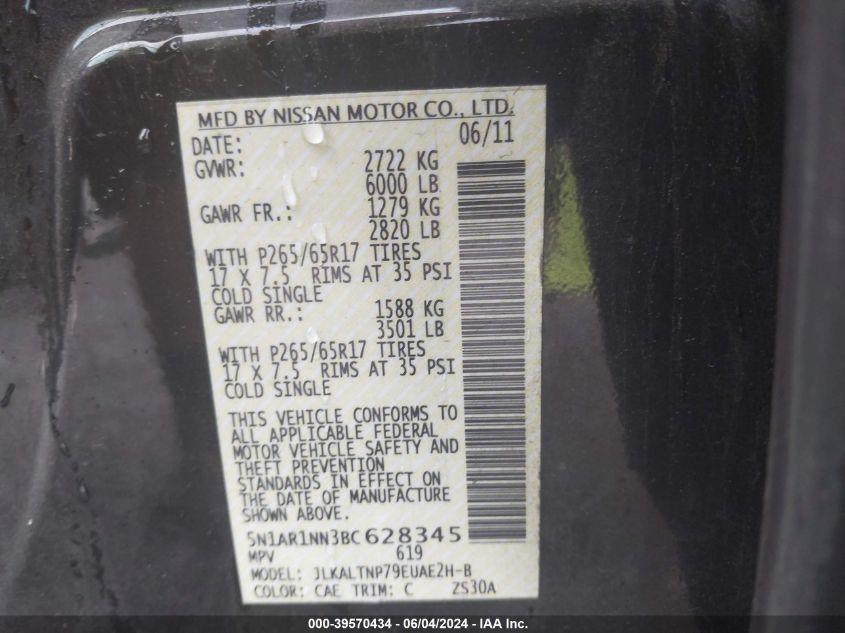 MFD BY NISSAN MOTOR CO., LTD.
DATE: 06/11
GVWR: 2722 KG
6000 LB
GAWR FR.: 1279 KG
2820 LB
WITH P265/65R17 TIRES
17 X 7.5 RIMS AT 35 PSI
COLD SINGLE
GAWR RR.: 1588 KG
3501 LB
WITH P265/65R17 TIRES
17 X 7.5 RIMS AT 35 PSI
COLD SINGLE
THIS VEHICLE CONFORMS TO
ALL APPLICABLE FEDERAL
MOTOR VEHICLE SAFETY AND
THEFT PREVENTION
STANDARDS IN EFFECT ON
THE DATE OF MANUFACTURE
SHOWN ABOVE.
5N1AR1NN3BC628345
MPV 619
MODEL: JLKALTNP79EUAE2H-B
COLOR: CAE TRIM: C ZS30A
000-39570434 - 06/04/2024 - IAA Inc.